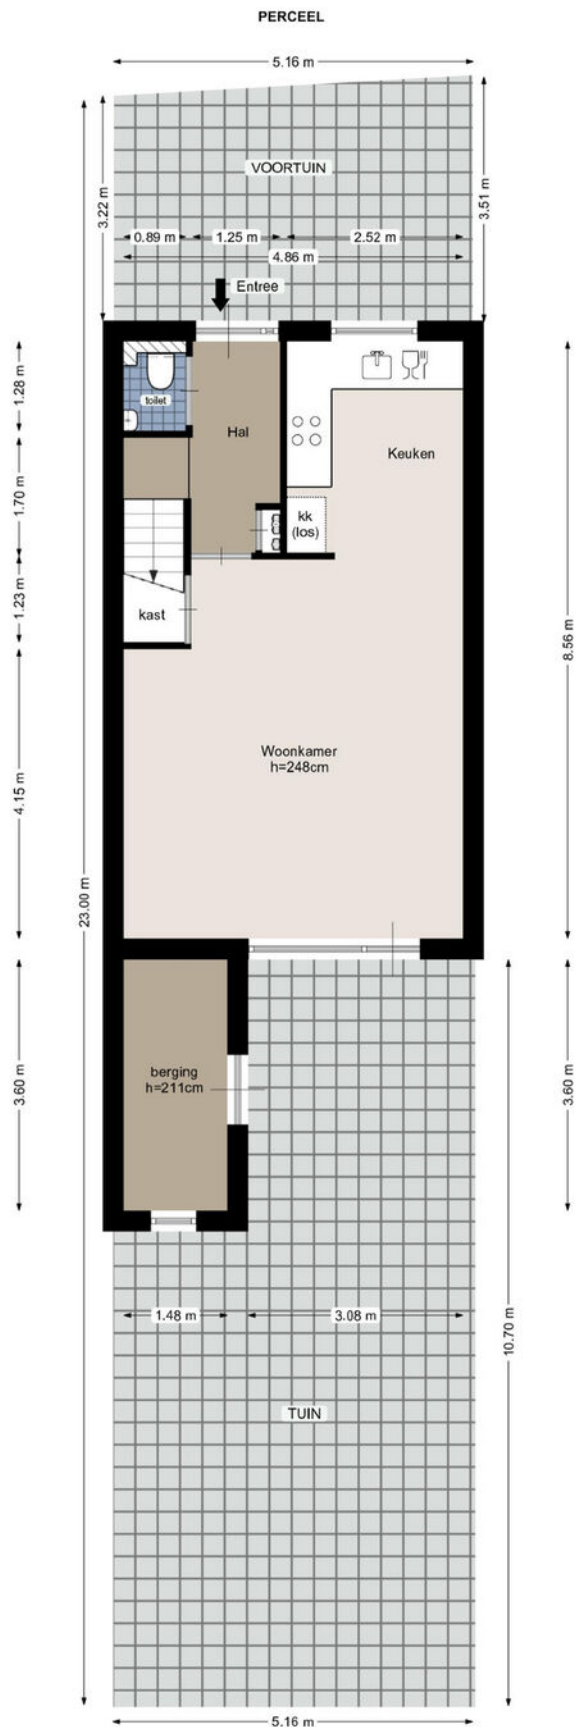 PERCEEL
5.16 m
VOORTUIN
3.22 m
3.51 m
0.89 m
1.25 m
2.52 m
4.86 m
Entree
1.28 m
toilet
Hal
Keuken
1.70 m
kk
(los)
1.23 m
kast
8.56 m
Woonkamer
h=248cm
4.15 m
23.00 m
berging
h=211cm
3.60 m
3.60 m
1.48 m
3.08 m
10.70 m
TUIN
5.16 m